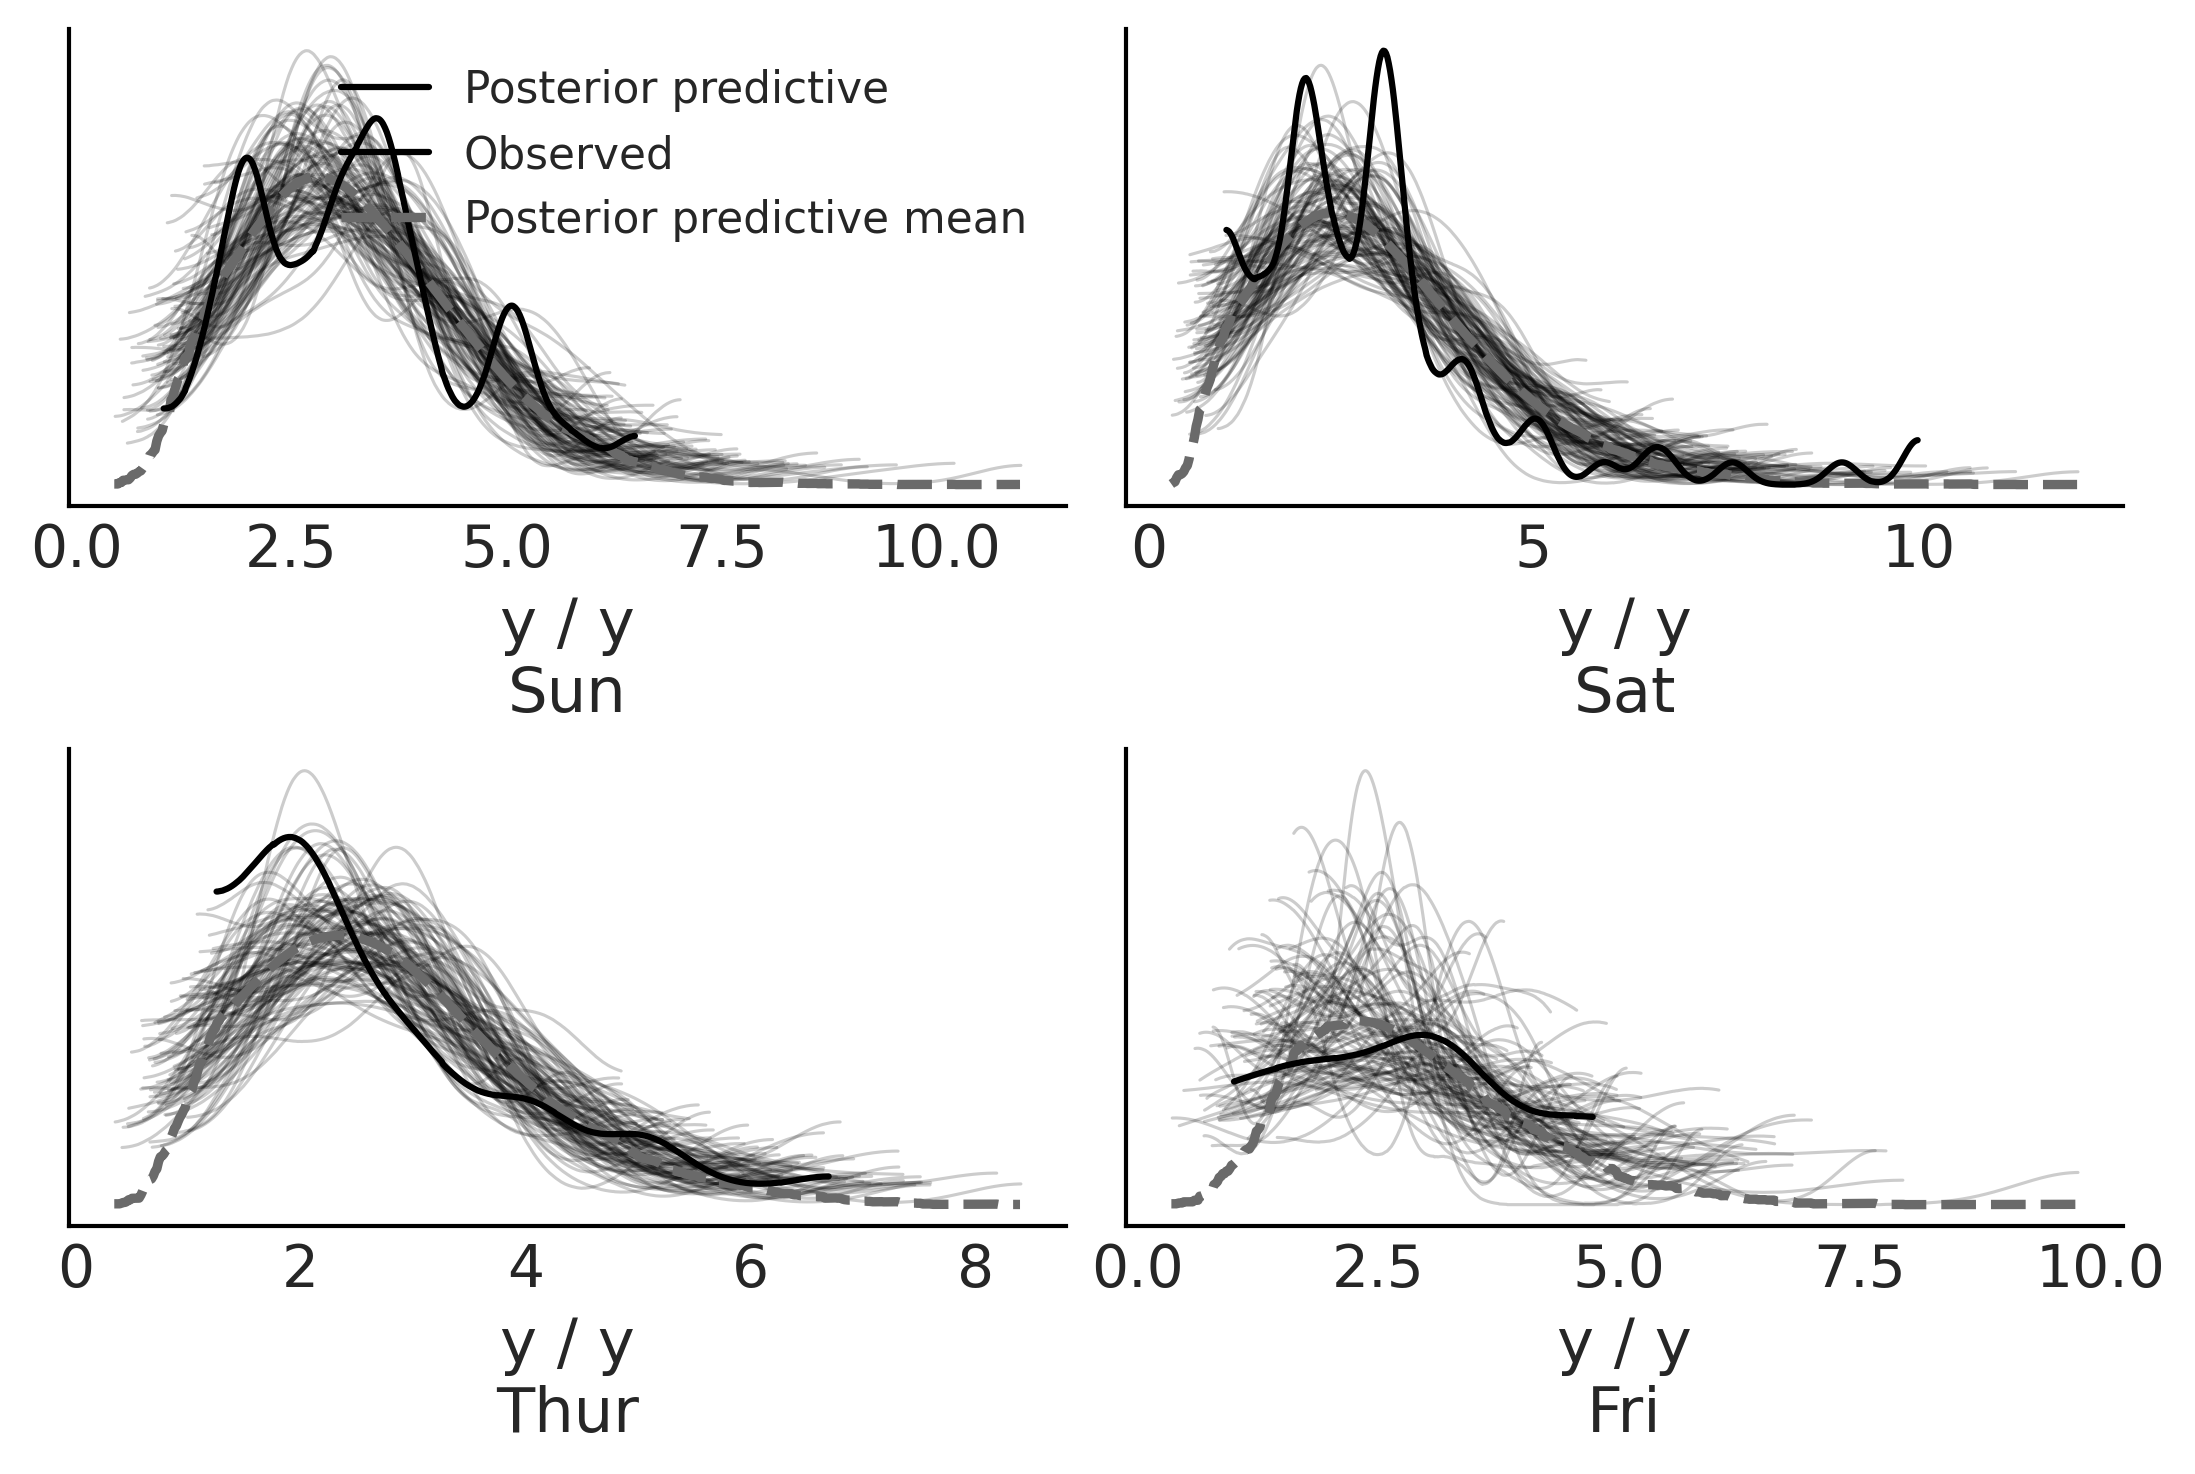 Posterior predictive
Observed
Posterior predictive mean
0.0 2.5 5.0 7.5 10.0
y / y
Sun
0 5 10
y / y
Sat
0 2 4 6 8
y / y
Thur
0.0 2.5 5.0 7.5 10.0
y / y
Fri